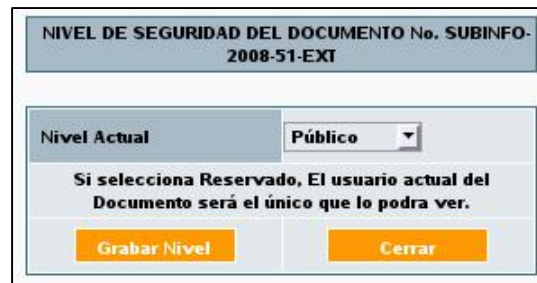 NIVEL DE SEGURIDAD DEL DOCUMENTO No. SUBINFO-
2008-51-EXT
Nivel Actual
Público
Si selecciona Reservado, El usuario actual del
Documento será el único que lo podra ver.
Grabar Nivel
Cerrar